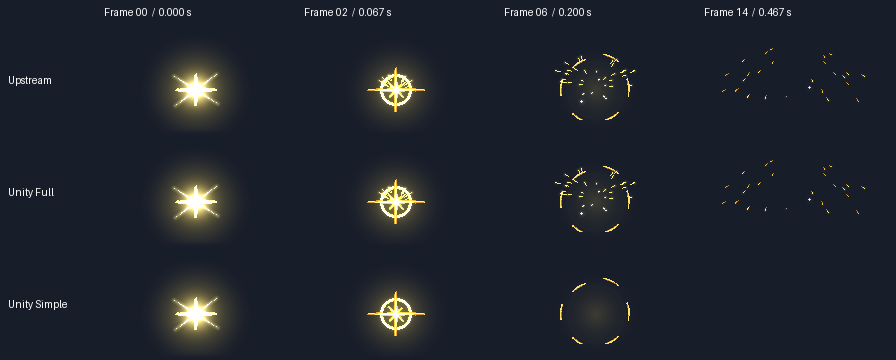 Frame 00 / 0.000 s
Frame 02 / 0.067 s
Frame 06 / 0.200 s
Frame 14 / 0.467 s
Upstream
Unity Full
Unity Simple